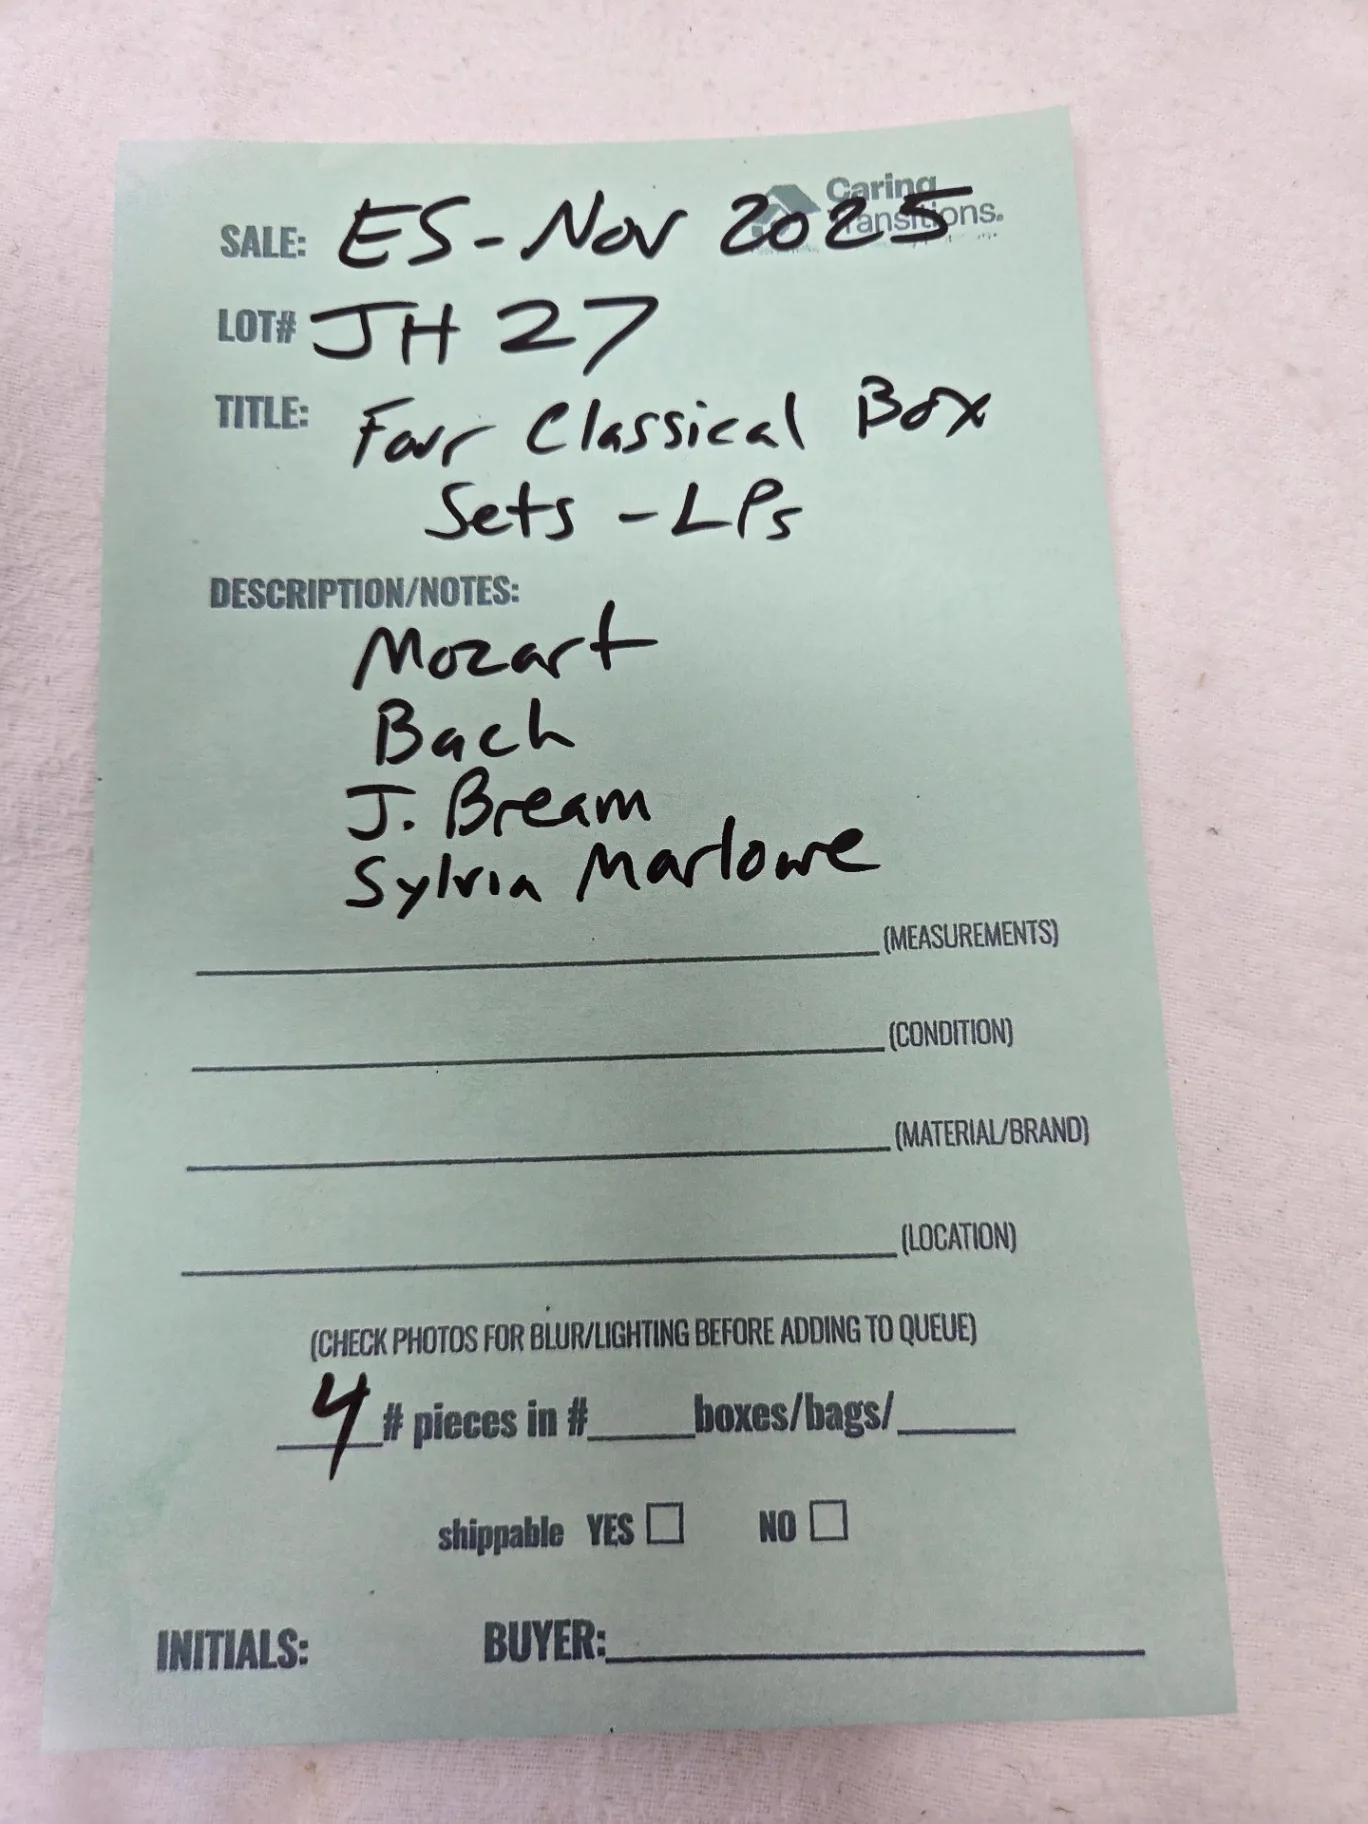 Caring
Transitions.
SALE: ES-Nov 2025
LOT# JH 27
TITLE: Four Classical Box
Sets - LPs
DESCRIPTION/NOTES:
Mozart
Bach
J. Bream
Sylvia Marlowe
(MEASUREMENTS)
(CONDITION)
(MATERIAL/BRAND)
(LOCATION)
(CHECK PHOTOS FOR BLUR/LIGHTING BEFORE ADDING TO QUEUE)
4 # pieces in #_____boxes/bags/_____
shippable YES ☐ NO ☐
INITIALS: BUYER: